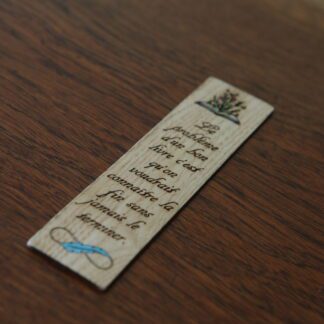 Le
problème
d'un bon
livre c'est
qu'on
voudrait
connaître la
fin sans
jamais le
terminer.